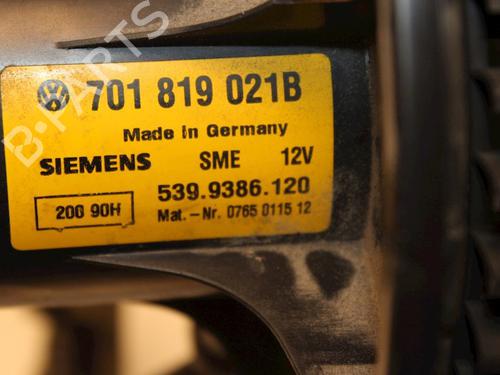 B-PARTS
701 819 021B
Made in Germany
SIEMENS SME 12V
539.9386.120
200 90H
Mat.-Nr. 0765 0115 12